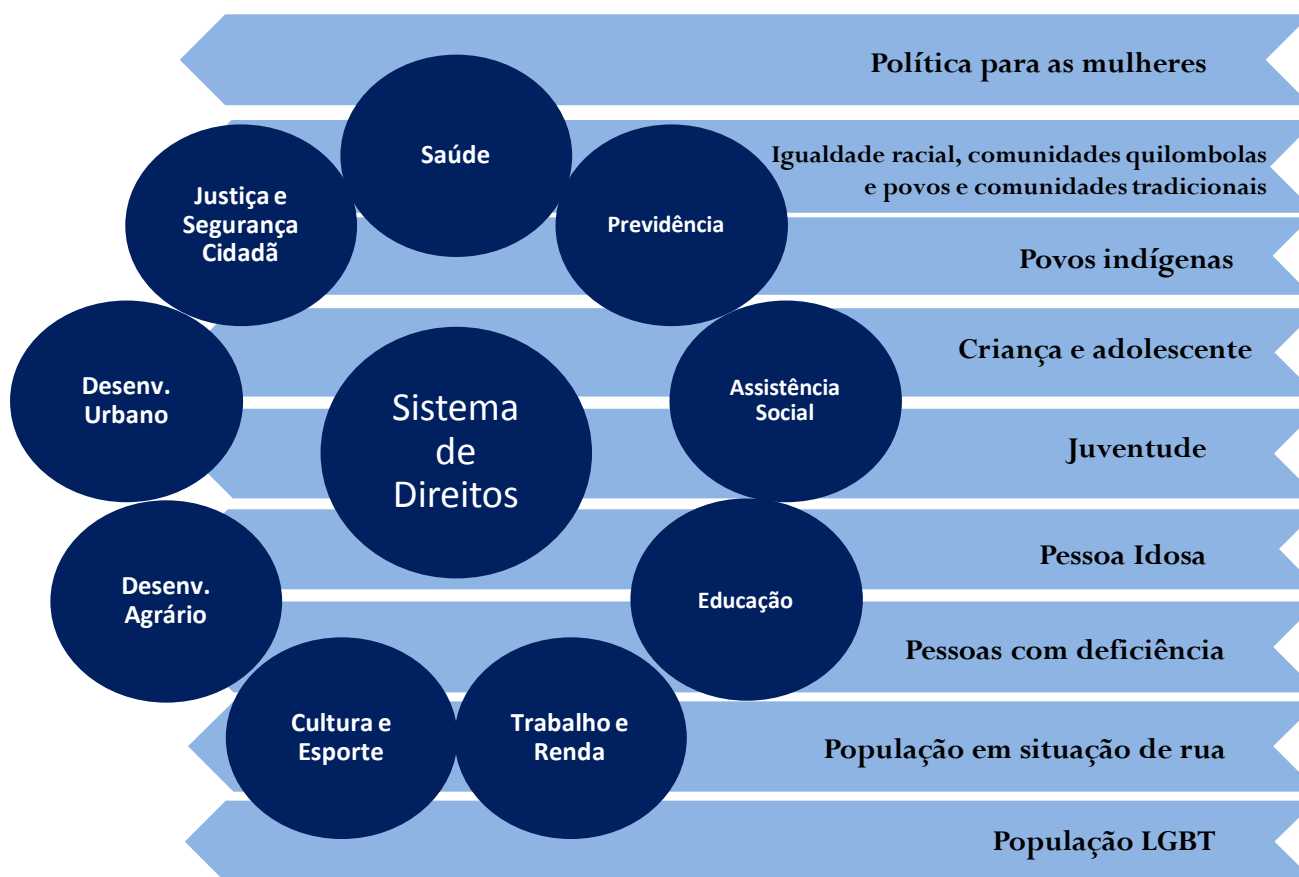 Política para as mulheres
Saúde
Igualdade racial, comunidades quilombolas
e povos e comunidades tradicionais
Justiça e
Segurança
Cidadã
Previdência
Povos indígenas
Criança e adolescente
Desenv.
Urbano
Sistema
de
Direitos
Assistência
Social
Juventude
Pessoa Idosa
Desenv.
Agrário
Educação
Pessoas com deficiência
Cultura e
Esporte
Trabalho e
Renda
População em situação de rua
População LGBT